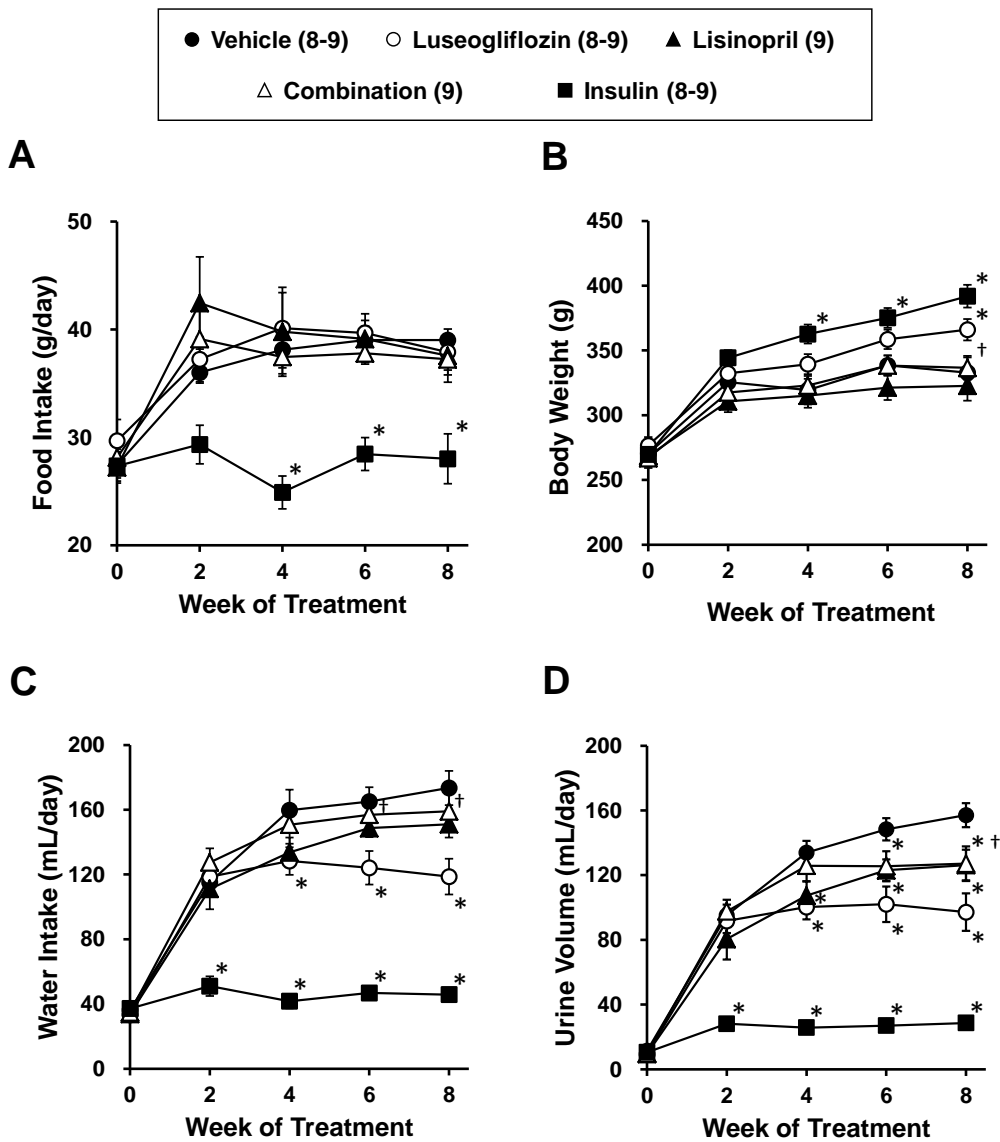 ● Vehicle (8-9) ○ Luseogliflozin (8-9) ▲ Lisinopril (9)
△ Combination (9) ■ Insulin (8-9)
A
Food Intake (g/day)
50
40
30
20
0 2 4 6 8
Week of Treatment
* * *
B
Body Weight (g)
450
400
350
300
250
200
0 2 4 6 8
Week of Treatment
* * *
*
†
C
Water Intake (mL/day)
200
160
120
80
40
0
0 2 4 6 8
Week of Treatment
† †
* * *
* * * *
D
Urine Volume (mL/day)
200
160
120
80
40
0
0 2 4 6 8
Week of Treatment
* * †
* * *
* * *
* * * *